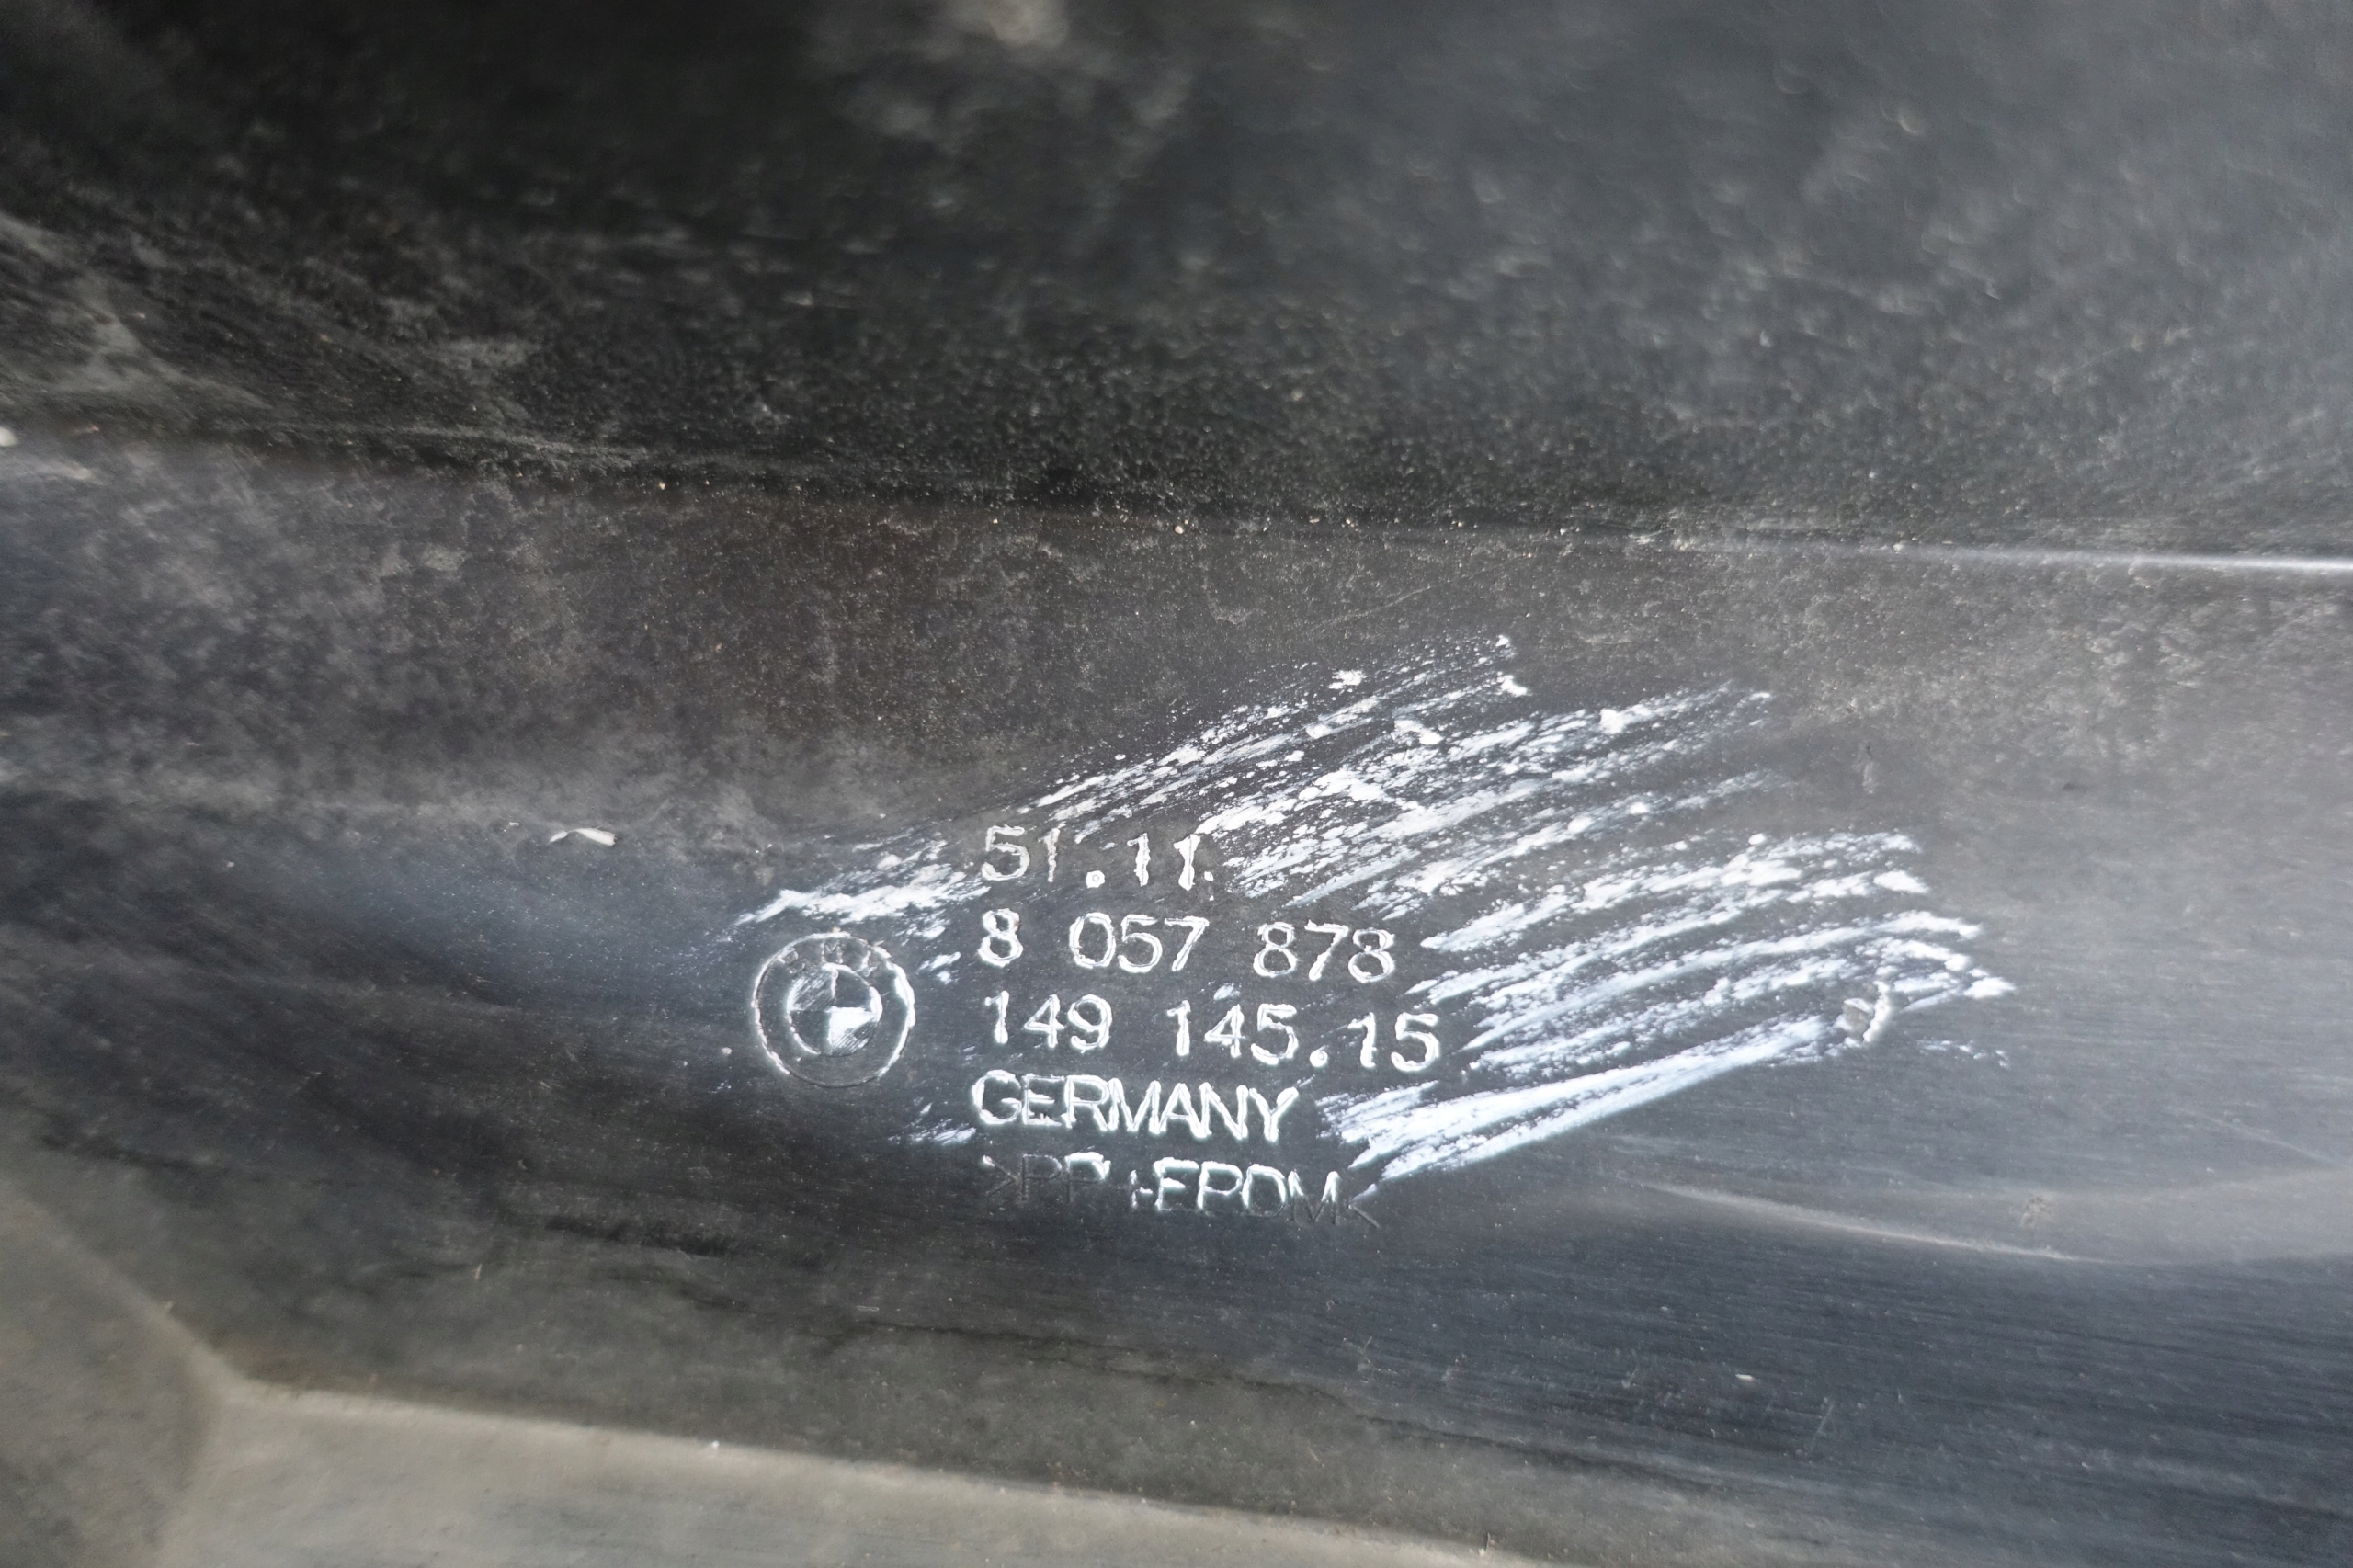 51.11
8 057 878
149 145.15
GERMANY
>PP+EPDM<